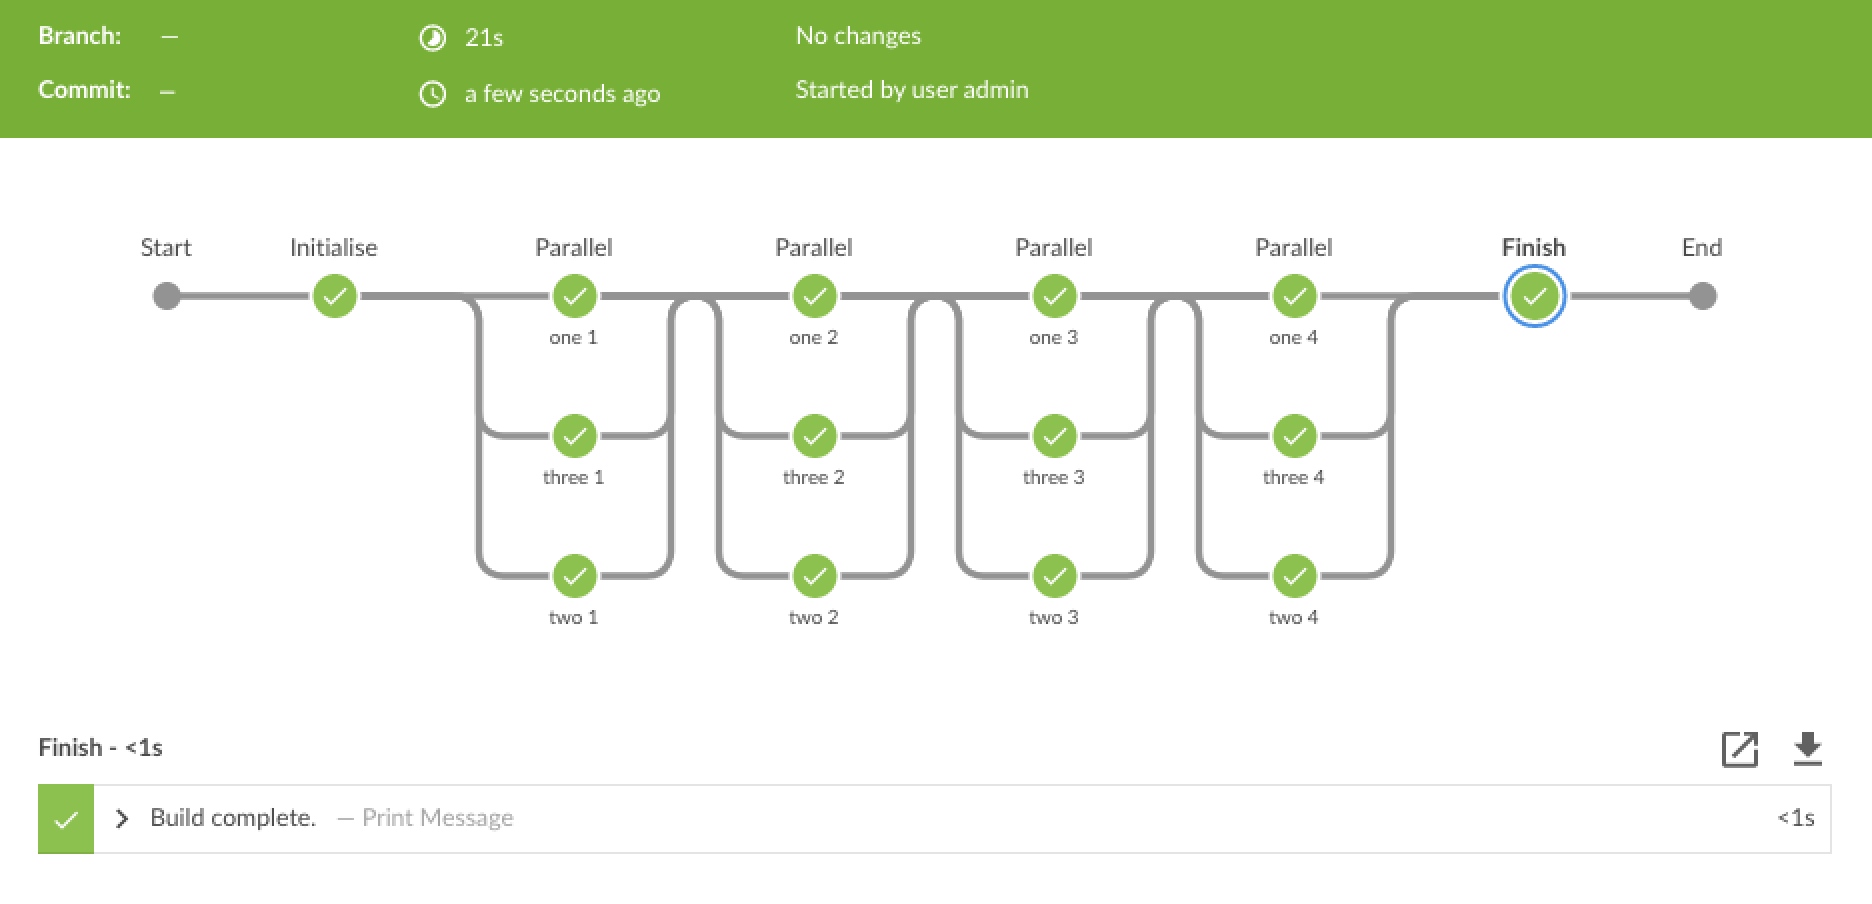 Branch: — 21s No changes
Commit: — a few seconds ago Started by user admin
Start Initialise Parallel Parallel Parallel Parallel Finish End
one 1 one 2 one 3 one 4
three 1 three 2 three 3 three 4
two 1 two 2 two 3 two 4
Finish - <1s
Build complete. — Print Message <1s